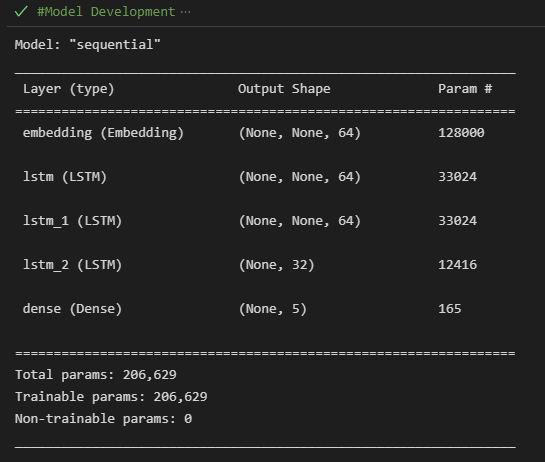 #Model Development ...
Model: "sequential"
Layer (type) Output Shape Param #
embedding (Embedding) (None, None, 64) 128000
lstm (LSTM) (None, None, 64) 33024
lstm_1 (LSTM) (None, None, 64) 33024
lstm_2 (LSTM) (None, 32) 12416
dense (Dense) (None, 5) 165
Total params: 206,629
Trainable params: 206,629
Non-trainable params: 0